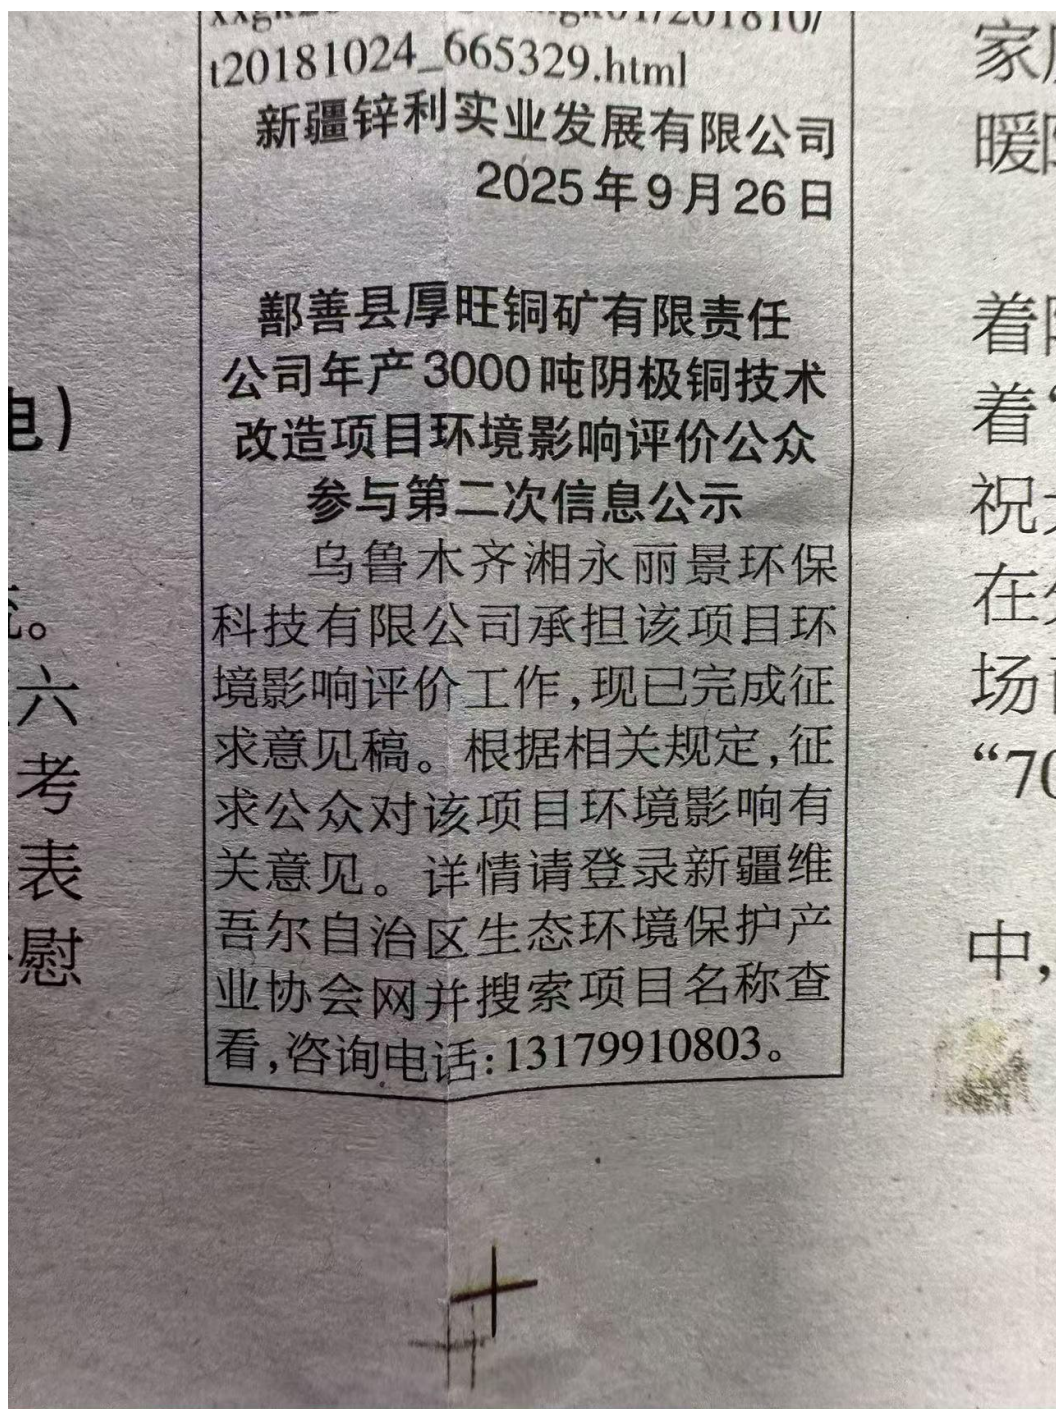 t20181024_665329.html
新疆锌利实业发展有限公司
2025年9月26日
鄯善县厚旺铜矿有限责任
公司年产3000吨阴极铜技术
改造项目环境影响评价公众
参与第二次信息公示
乌鲁木齐湘永丽景环保
科技有限公司承担该项目环
境影响评价工作,现已完成征
求意见稿。根据相关规定,征
求公众对该项目环境影响有
关意见。详情请登录新疆维
吾尔自治区生态环境保护产
业协会网并搜索项目名称查
看,咨询电话:13179910803。
电)
六
考
表
慰
家
暖
着
着“
祝
在
场
“70
中,